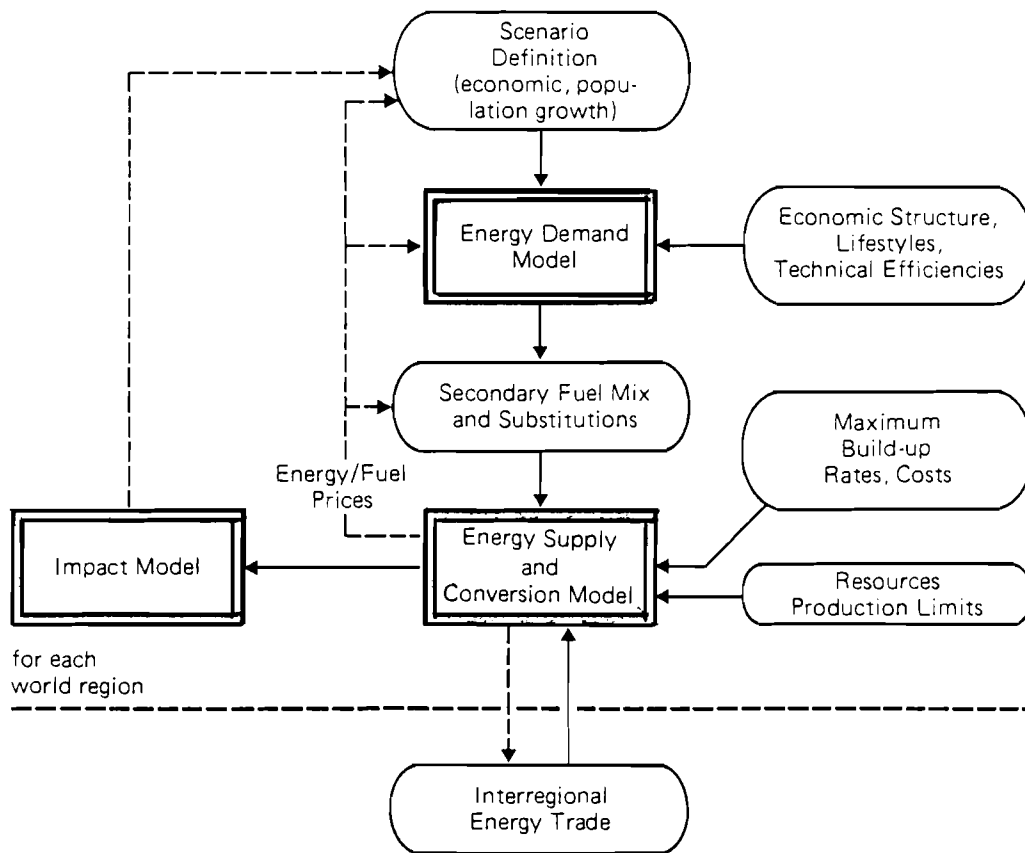 Scenario
Definition
(economic, popu-
lation growth)
Energy Demand
Model
Economic Structure,
Lifestyles,
Technical Efficiencies
Secondary Fuel Mix
and Substitutions
Maximum
Build-up
Rates, Costs
Energy/Fuel
Prices
Impact Model
Energy Supply
and
Conversion Model
Resources
Production Limits
for each
world region
Interregional
Energy Trade